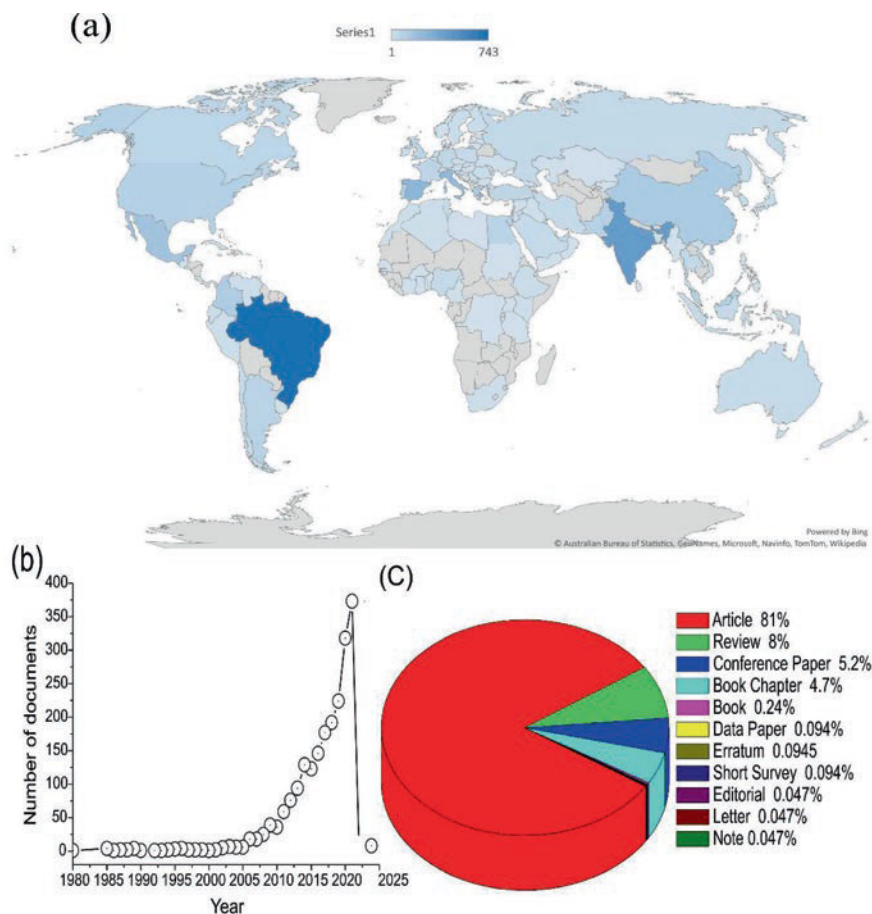 (a)
Series1
1 743
Powered by Bing
© Australian Bureau of Statistics, GeoNames, Microsoft, Navinfo, TomTom, Wikipedia
(b)
400
350
300
250
200
150
100
50
0
Number of documents
1980 1985 1990 1995 2000 2005 2010 2015 2020 2025
Year
(C)
Article 81%
Review 8%
Conference Paper 5.2%
Book Chapter 4.7%
Book 0.24%
Data Paper 0.094%
Erratum 0.0945
Short Survey 0.094%
Editorial 0.047%
Letter 0.047%
Note 0.047%